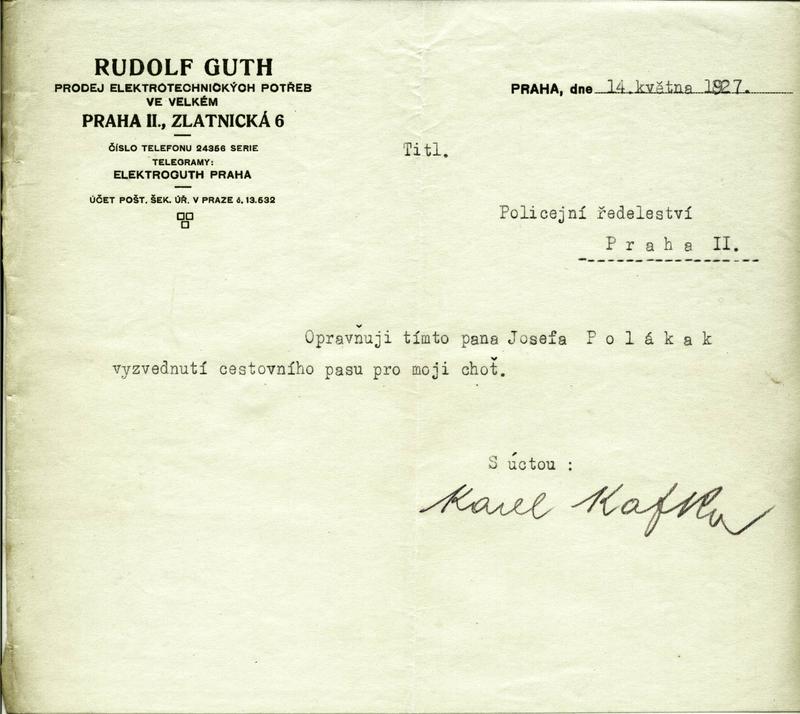 RUDOLF GUTH
PRODEJ ELEKTROTECHNICKÝCH POTŘEB
VE VELKÉM
PRAHA II., ZLATNICKÁ 6
ČÍSLO TELEFONU 24356 SERIE
TELEGRAMY:
ELEKTROGUTH PRAHA
ÚČET POŠT. ŠEK. ÚŘ. V PRAZE č. 13.532
PRAHA, dne 14.května 1927.
Titl.
Policejní ředelství
Praha II.
Opravňuji tímto pana Josefa Polákak
vyzvednutí cestovního pasu pro moji choť.
S úctou :
Karel Kafka